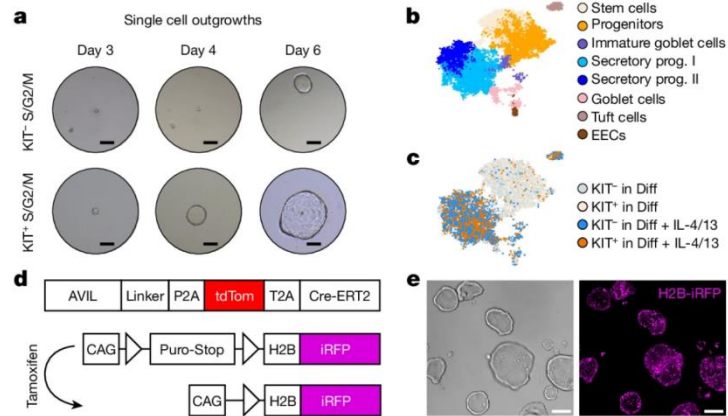 a
Single cell outgrowths
Day 3
Day 4
Day 6
KIT⁻ S/G2/M
KIT⁺ S/G2/M
b
Stem cells
Progenitors
Immature goblet cells
Secretory prog. I
Secretory prog. II
Goblet cells
Tuft cells
EECs
c
KIT⁻ in Diff
KIT⁺ in Diff
KIT⁻ in Diff + IL-4/13
KIT⁺ in Diff + IL-4/13
d
AVIL Linker P2A tdTom T2A Cre-ERT2
Tamoxifen
CAG Puro-Stop H2B iRFP
CAG H2B iRFP
e
H2B-iRFP